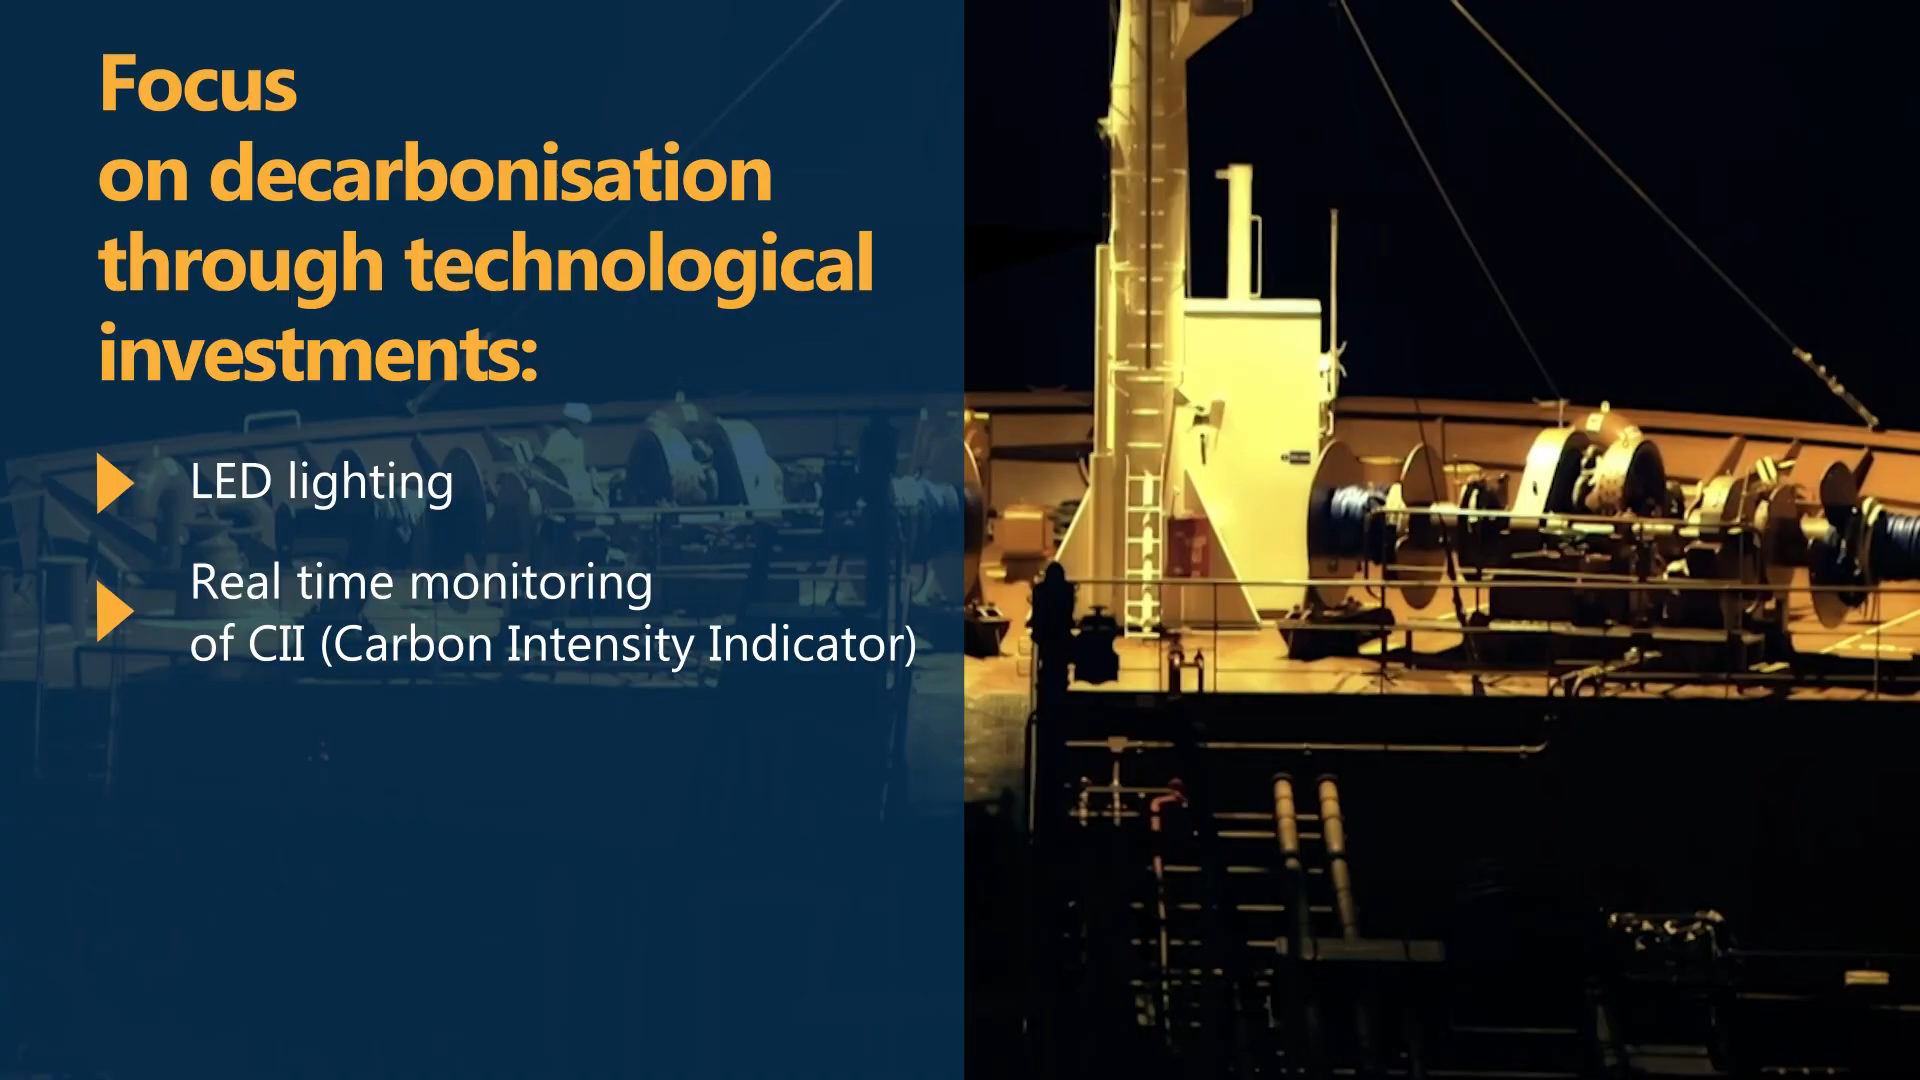 Focus
on decarbonisation
through technological
investments:
LED lighting
Real time monitoring
of CII (Carbon Intensity Indicator)